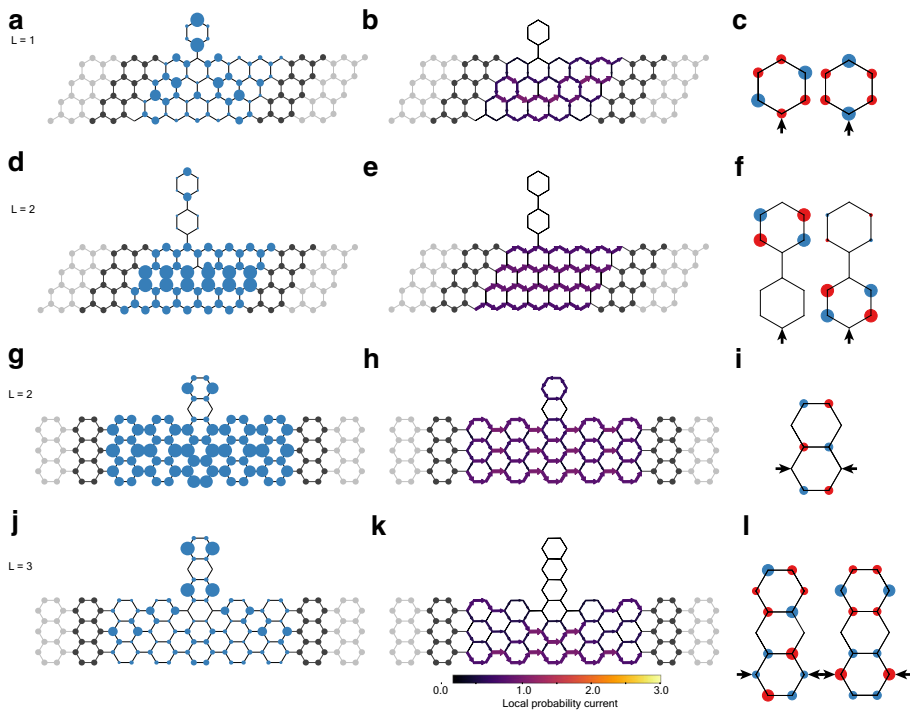 a
b
c
L = 1
d
e
f
L = 2
g
h
i
L = 2
j
k
l
L = 3
0.0 1.0 2.0 3.0
Local probability current